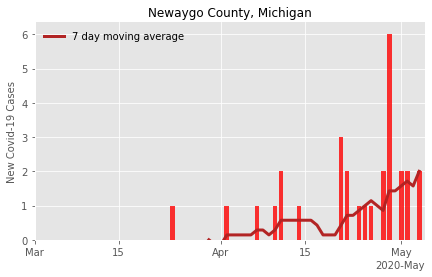 Newaygo County, Michigan
7 day moving average
New Covid-19 Cases
6
5
4
3
2
1
0
Mar 15 Apr 15 May
2020-May